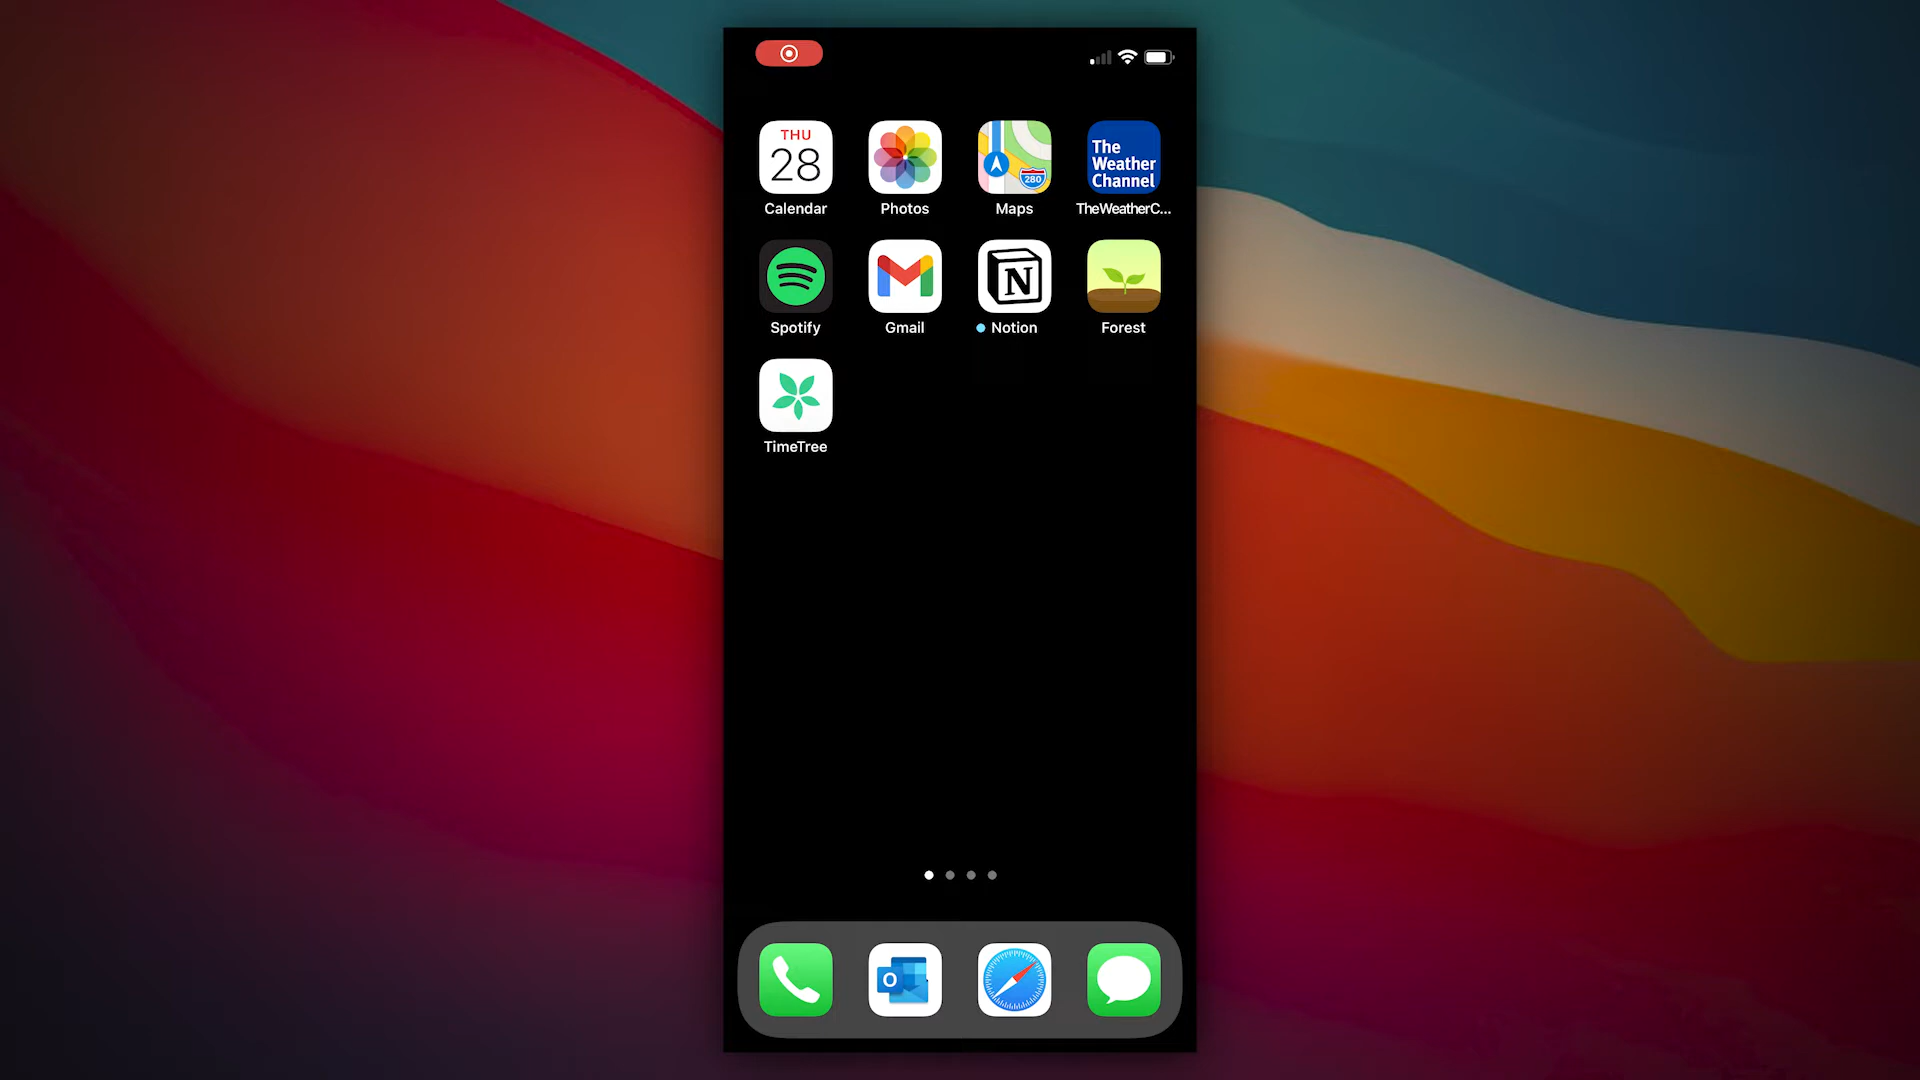 THU
28
The
Weather
Channel
280
Calendar
Photos
Maps
TheWeatherC...
N
Spotify
Gmail
Notion
Forest
TimeTree
O